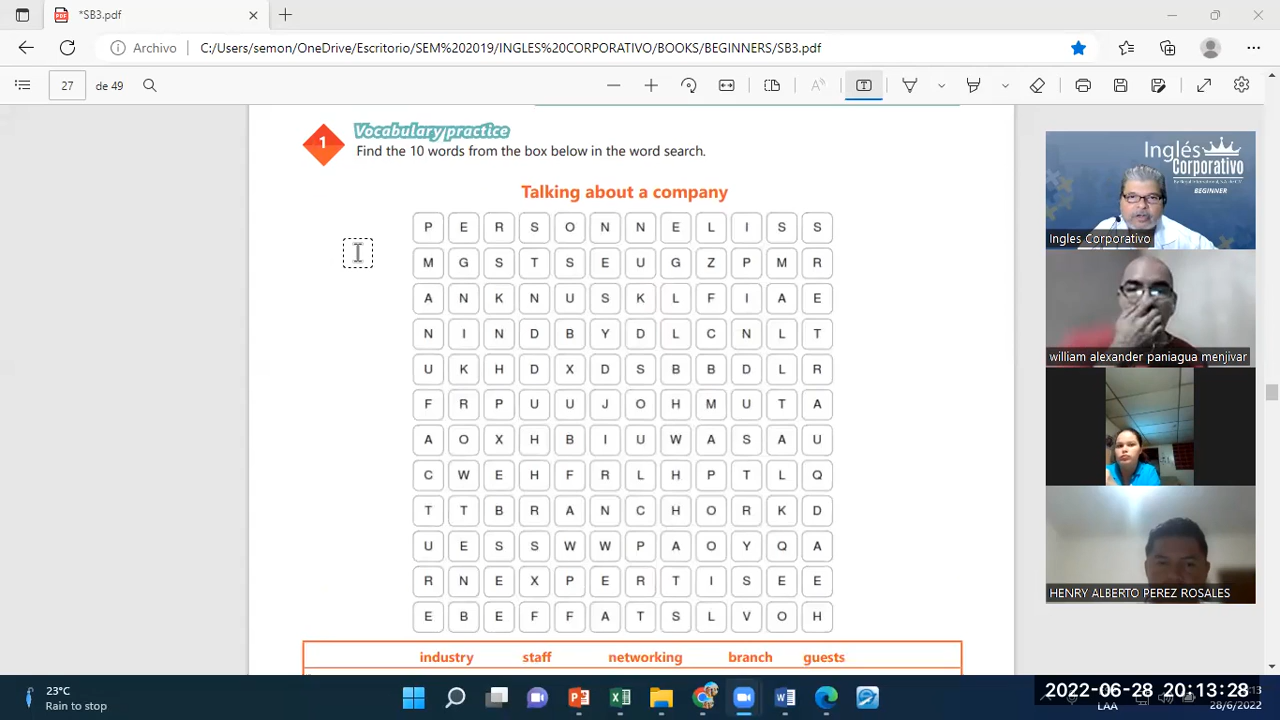 *SB3.pdf
Archivo C:/Users/semon/OneDrive/Escritorio/SEM%202019/INGLES%20CORPORATIVO/BOOKS/BEGINNERS/SB3.pdf
27 de 49
1 Vocabulary practice
Find the 10 words from the box below in the word search.
Talking about a company
P E R S O N N E L I S S
M G S T S E U G Z P M R
A N K N U S K L F I A E
N I N D B Y D L C N L T
U K H D X D S B B D L R
F R P U U J O H M U T A
A O X H B I U W A S A U
C W E H F R L H P T L Q
T T B R A N C H O R K D
U E S S W W P A O Y Q A
R N E X P E R T I S E E
E B E F F A T S L V O H
industry staff networking branch guests
Inglés
Corporativo
BEGINNER
Ingles Corporativo
william alexander paniagua menjivar
HENRY ALBERTO PEREZ ROSALES
23°C
Rain to stop
2022-06-28 20:13:28
LAA 28/6/2022